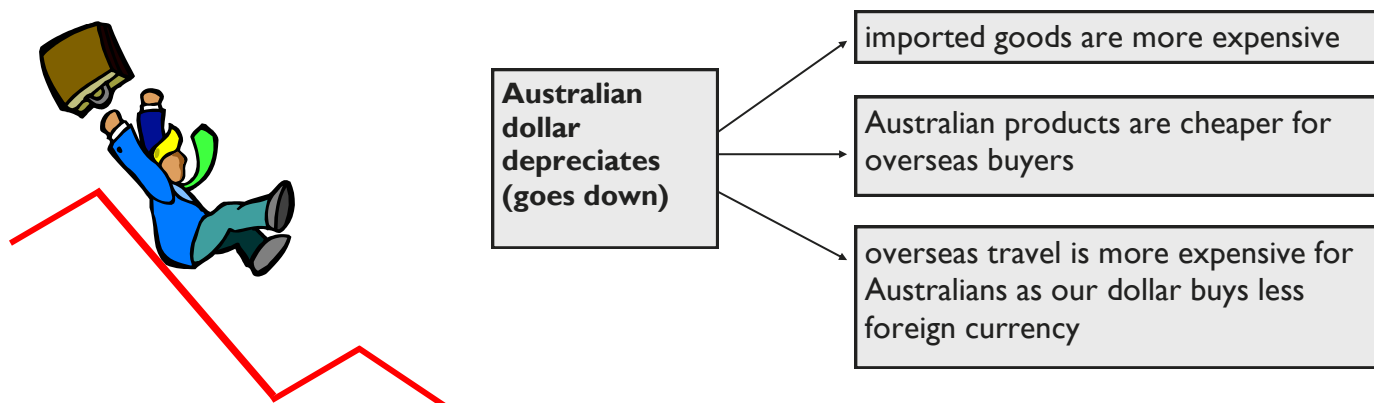 Australian
dollar
depreciates
(goes down)
imported goods are more expensive
Australian products are cheaper for
overseas buyers
overseas travel is more expensive for
Australians as our dollar buys less
foreign currency